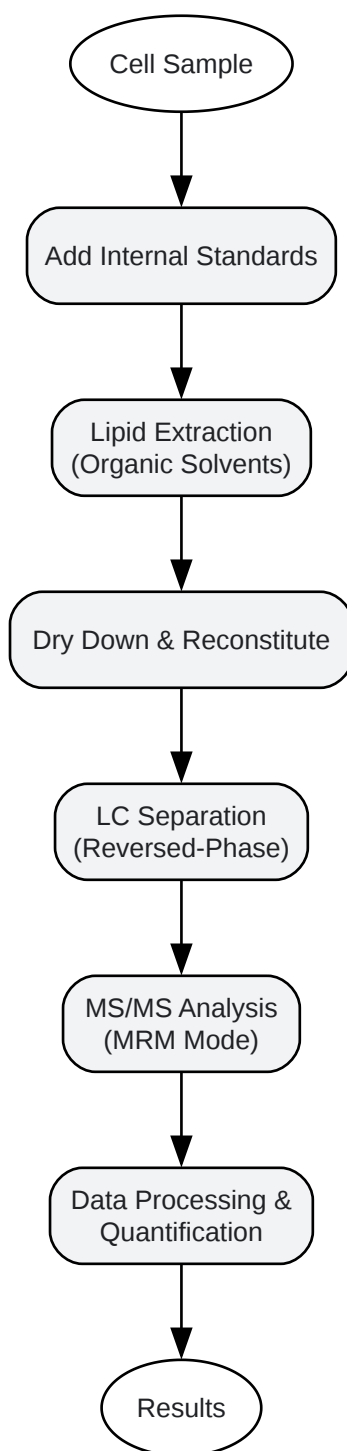 Cell Sample
Add Internal Standards
Lipid Extraction
(Organic Solvents)
Dry Down & Reconstitute
LC Separation
(Reversed-Phase)
MS/MS Analysis
(MRM Mode)
Data Processing &
Quantification
Results